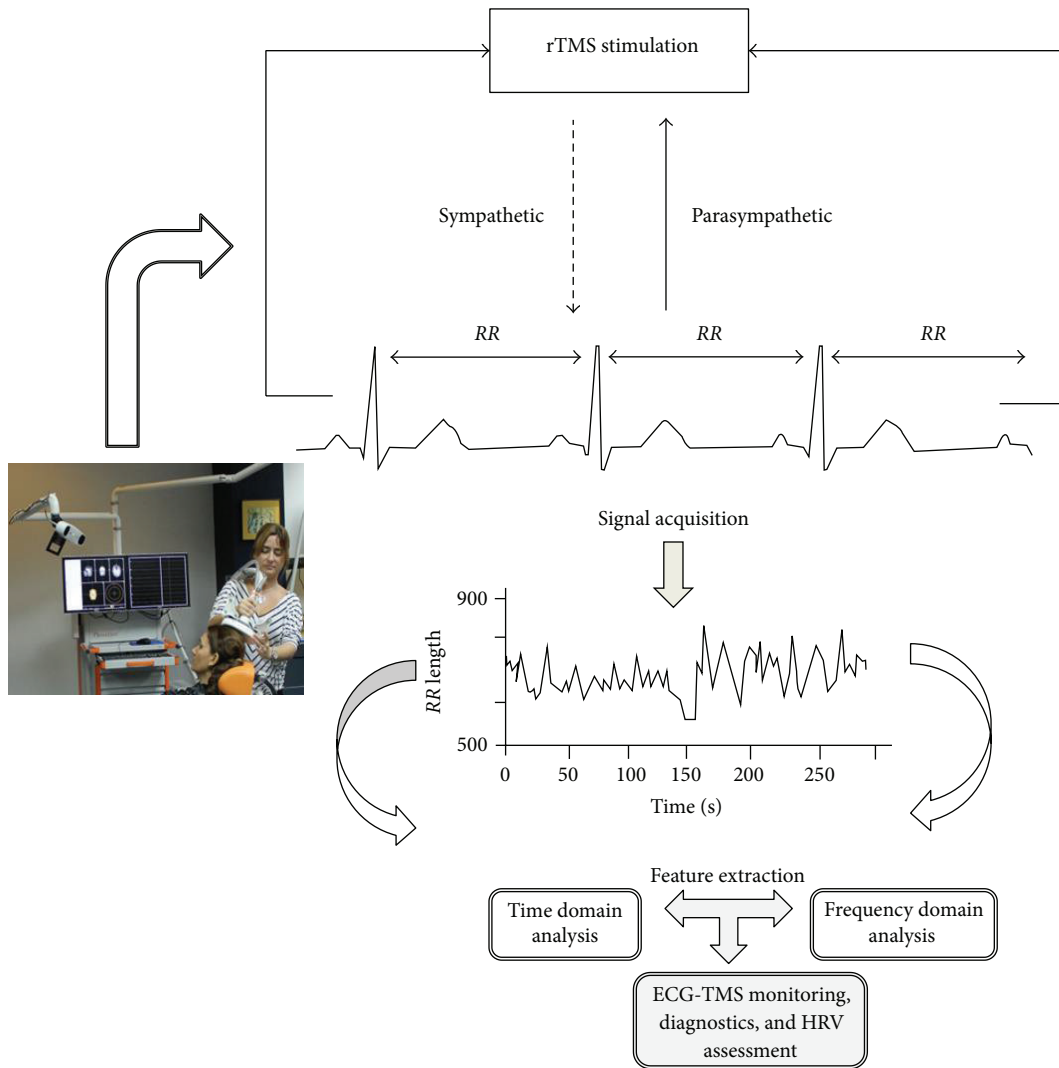 rTMS stimulation
Sympathetic
Parasympathetic
RR
RR
RR
Signal acquisition
900
500
RR length
0
50
100
150
200
250
Time (s)
Feature extraction
Time domain
analysis
Frequency domain
analysis
ECG-TMS monitoring,
diagnostics, and HRV
assessment